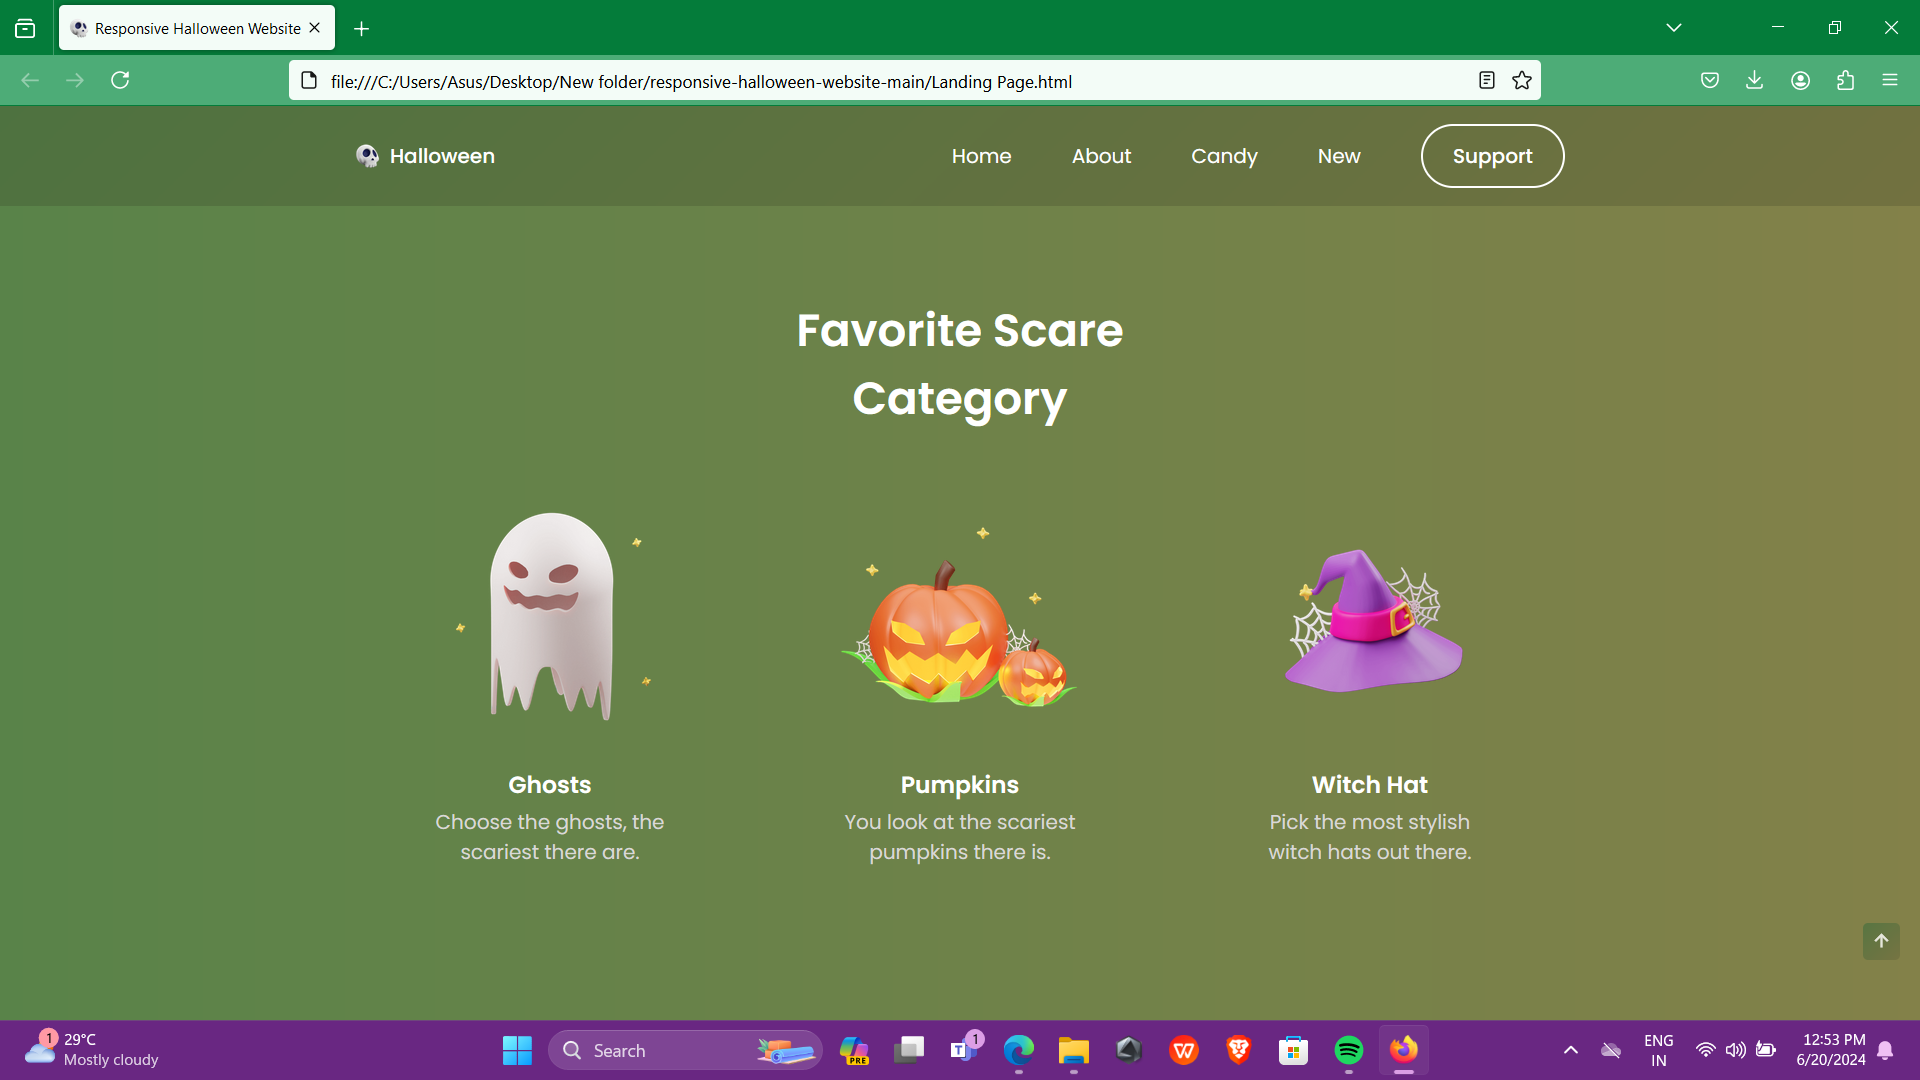 Responsive Halloween Website
file:///C:/Users/Asus/Desktop/New folder/responsive-halloween-website-main/Landing Page.html
Halloween
Home
About
Candy
New
Support
Favorite Scare
Category
Ghosts
Choose the ghosts, the
scariest there are.
Pumpkins
You look at the scariest
pumpkins there is.
Witch Hat
Pick the most stylish
witch hats out there.
1
29°C
Mostly cloudy
Search
PRE
T
1
W
ENG
IN
12:53 PM
6/20/2024